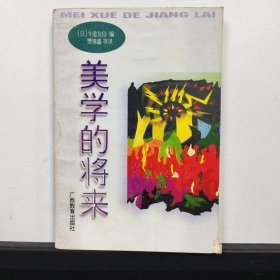 MEI XUE DE JIANG LAI
[日] 今道友信 编
樊锦鑫 等译
美学的将来
广西教育出版社